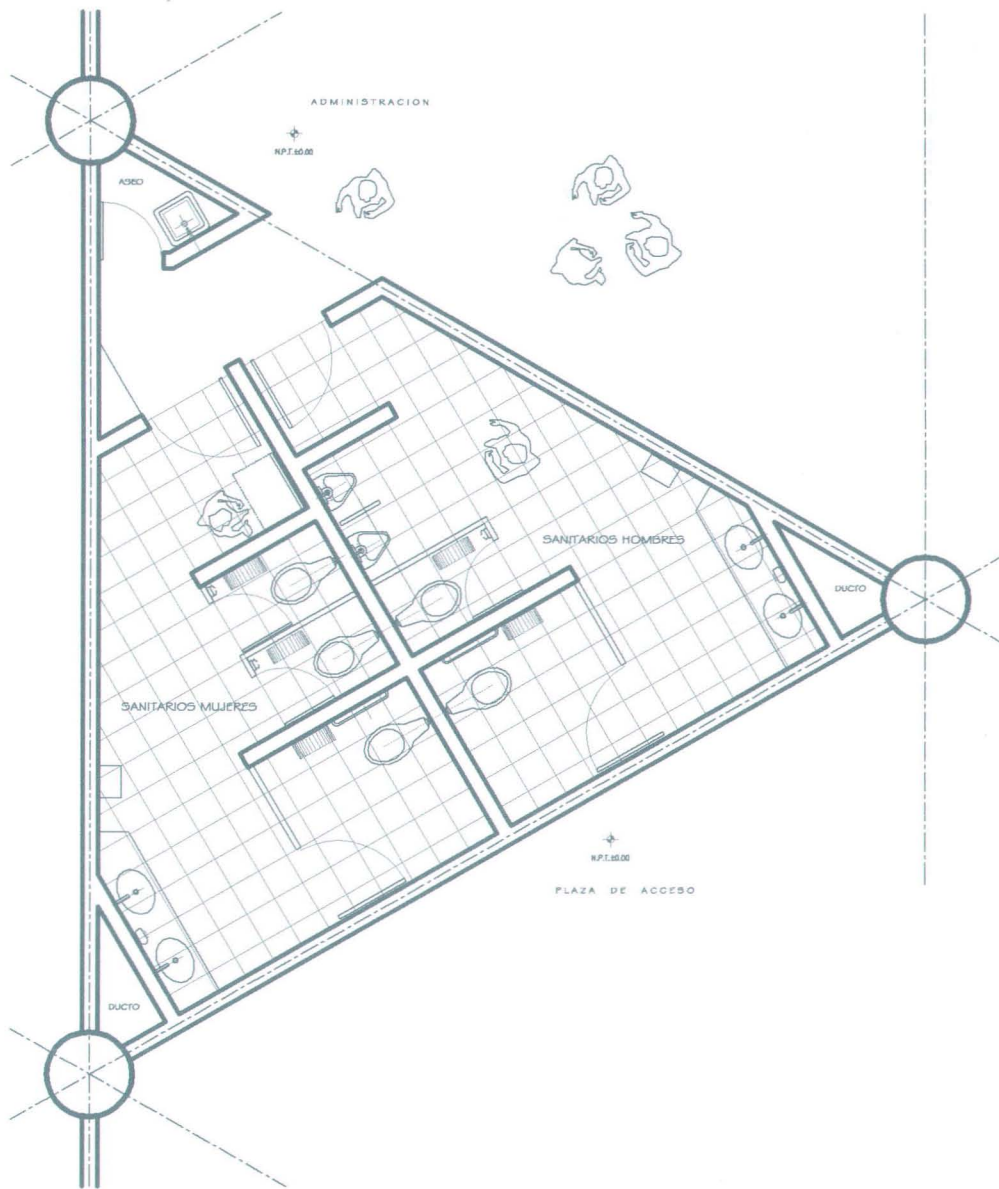 ADMINISTRACION
N.P.T.±0.00
ASEO
SANITARIOS HOMBRES
DUCTO
SANITARIOS MUJERES
N.P.T.±0.00
PLAZA DE ACCESO
DUCTO